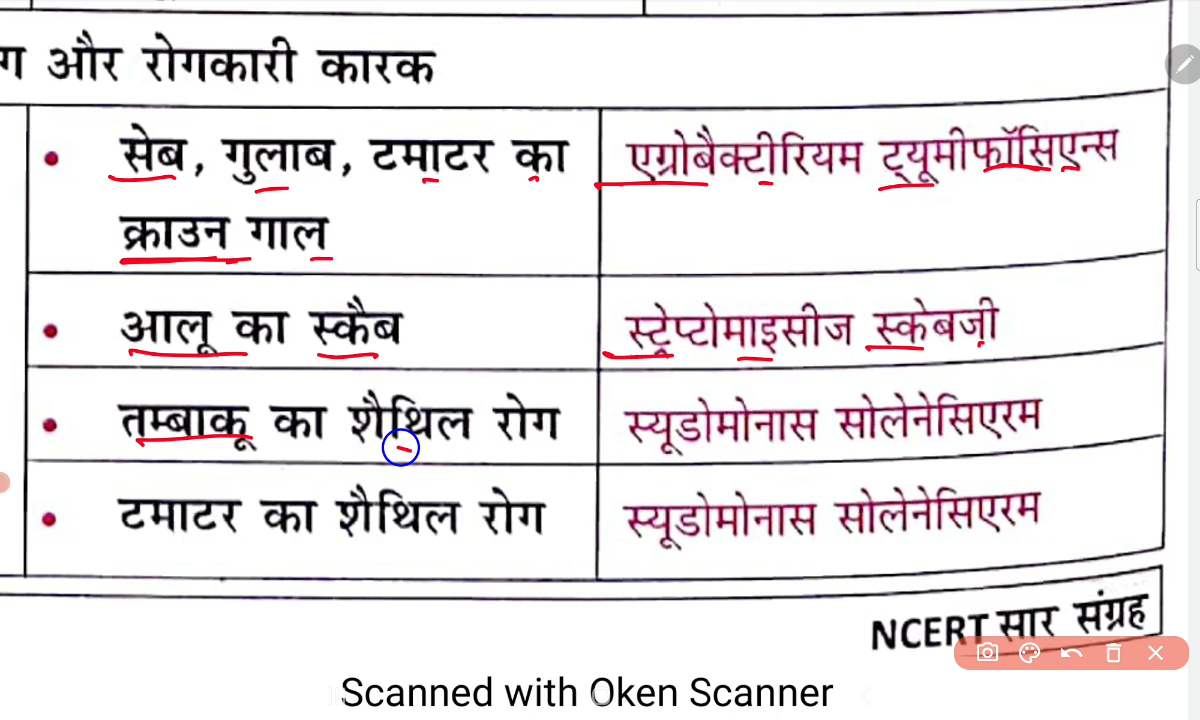 ग और रोगकारी कारक
• सेब, गुलाब, टमाटर का क्राउन गाल
एग्रोबैक्टीरियम ट्यूमीफॉसिएन्स
• आलू का स्कैब
स्ट्रेप्टोमाइसीज स्केबजी
• तम्बाकू का शैथिल रोग
स्यूडोमोनास सोलेनेसिएरम
• टमाटर का शैथिल रोग
स्यूडोमोनास सोलेनेसिएरम
NCERT सार संग्रह
Scanned with Oken Scanner